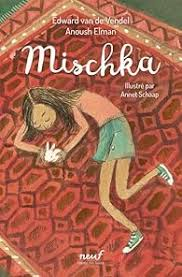 Edward van de Vendel
Anoush Elman
Mischka
Illustré par
Annet Schaap
neuf